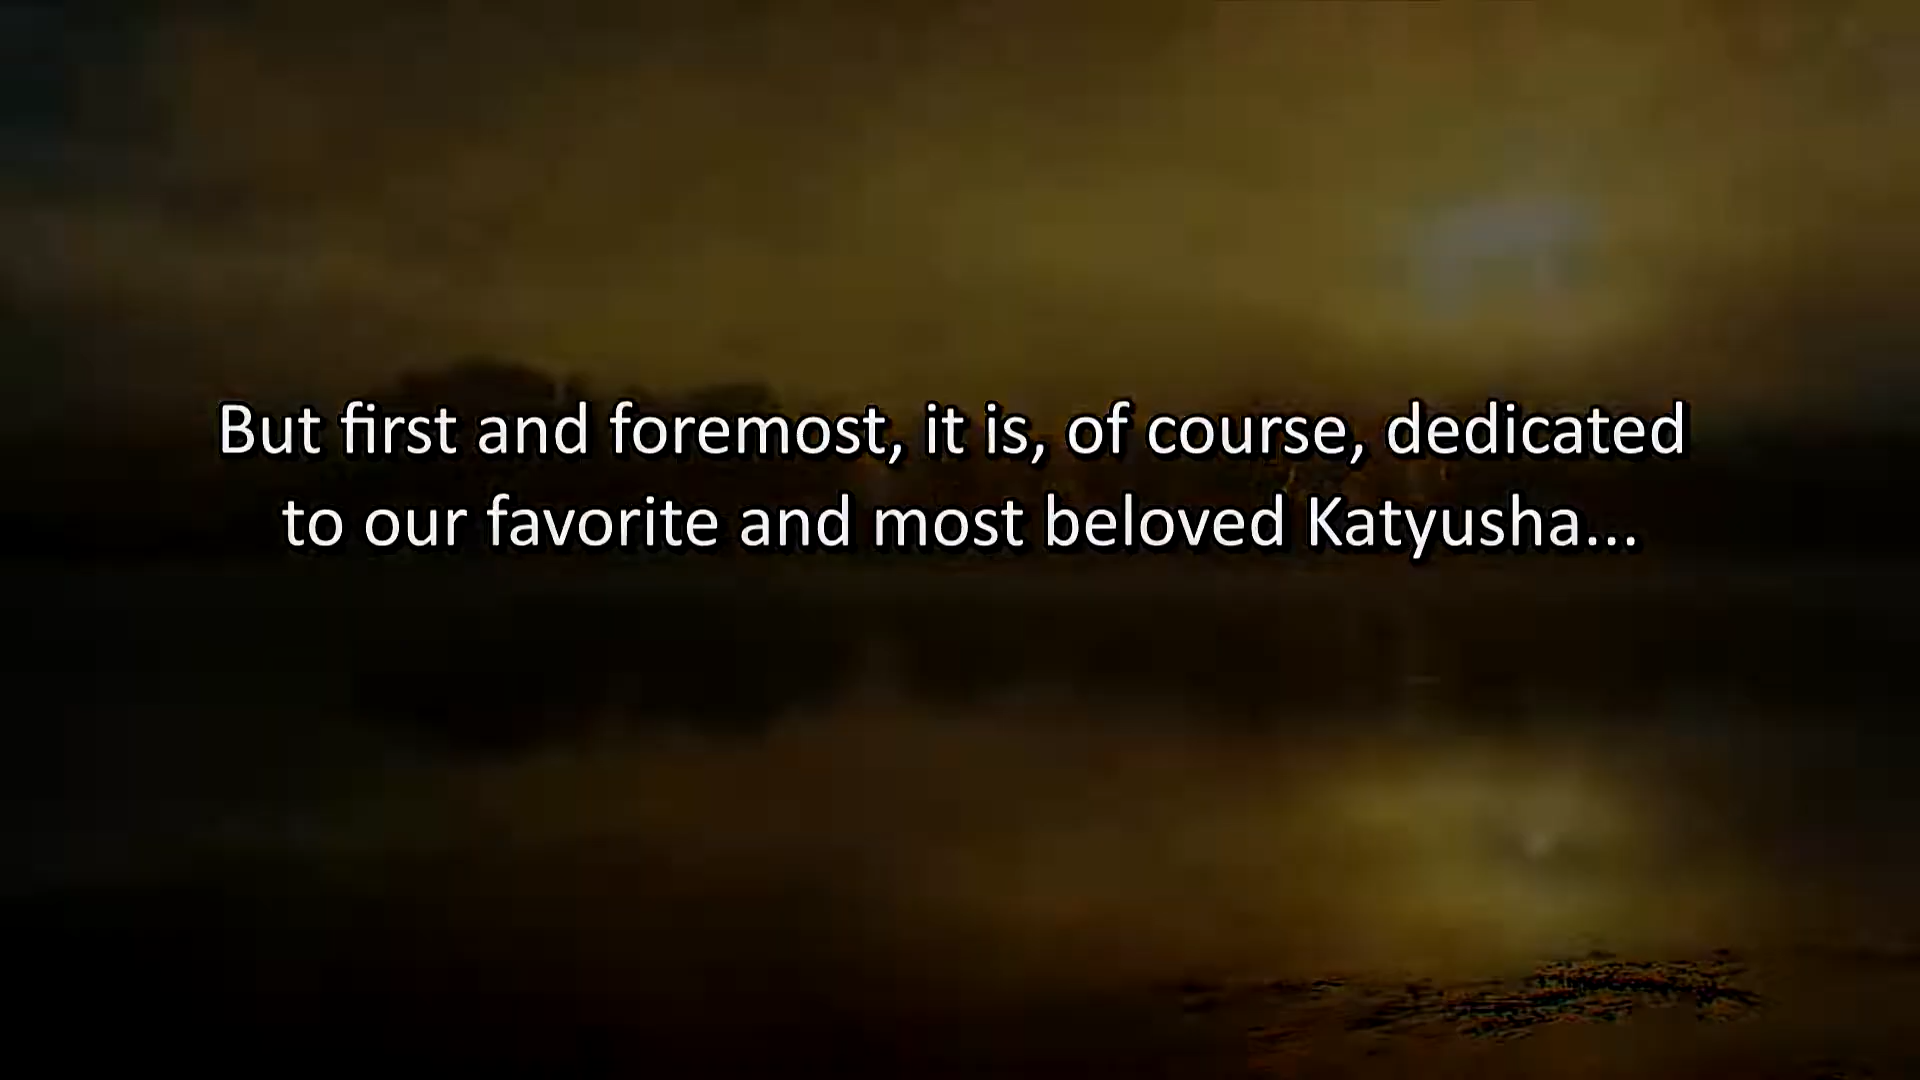 But first and foremost, it is, of course, dedicated
to our favorite and most beloved Katyusha...